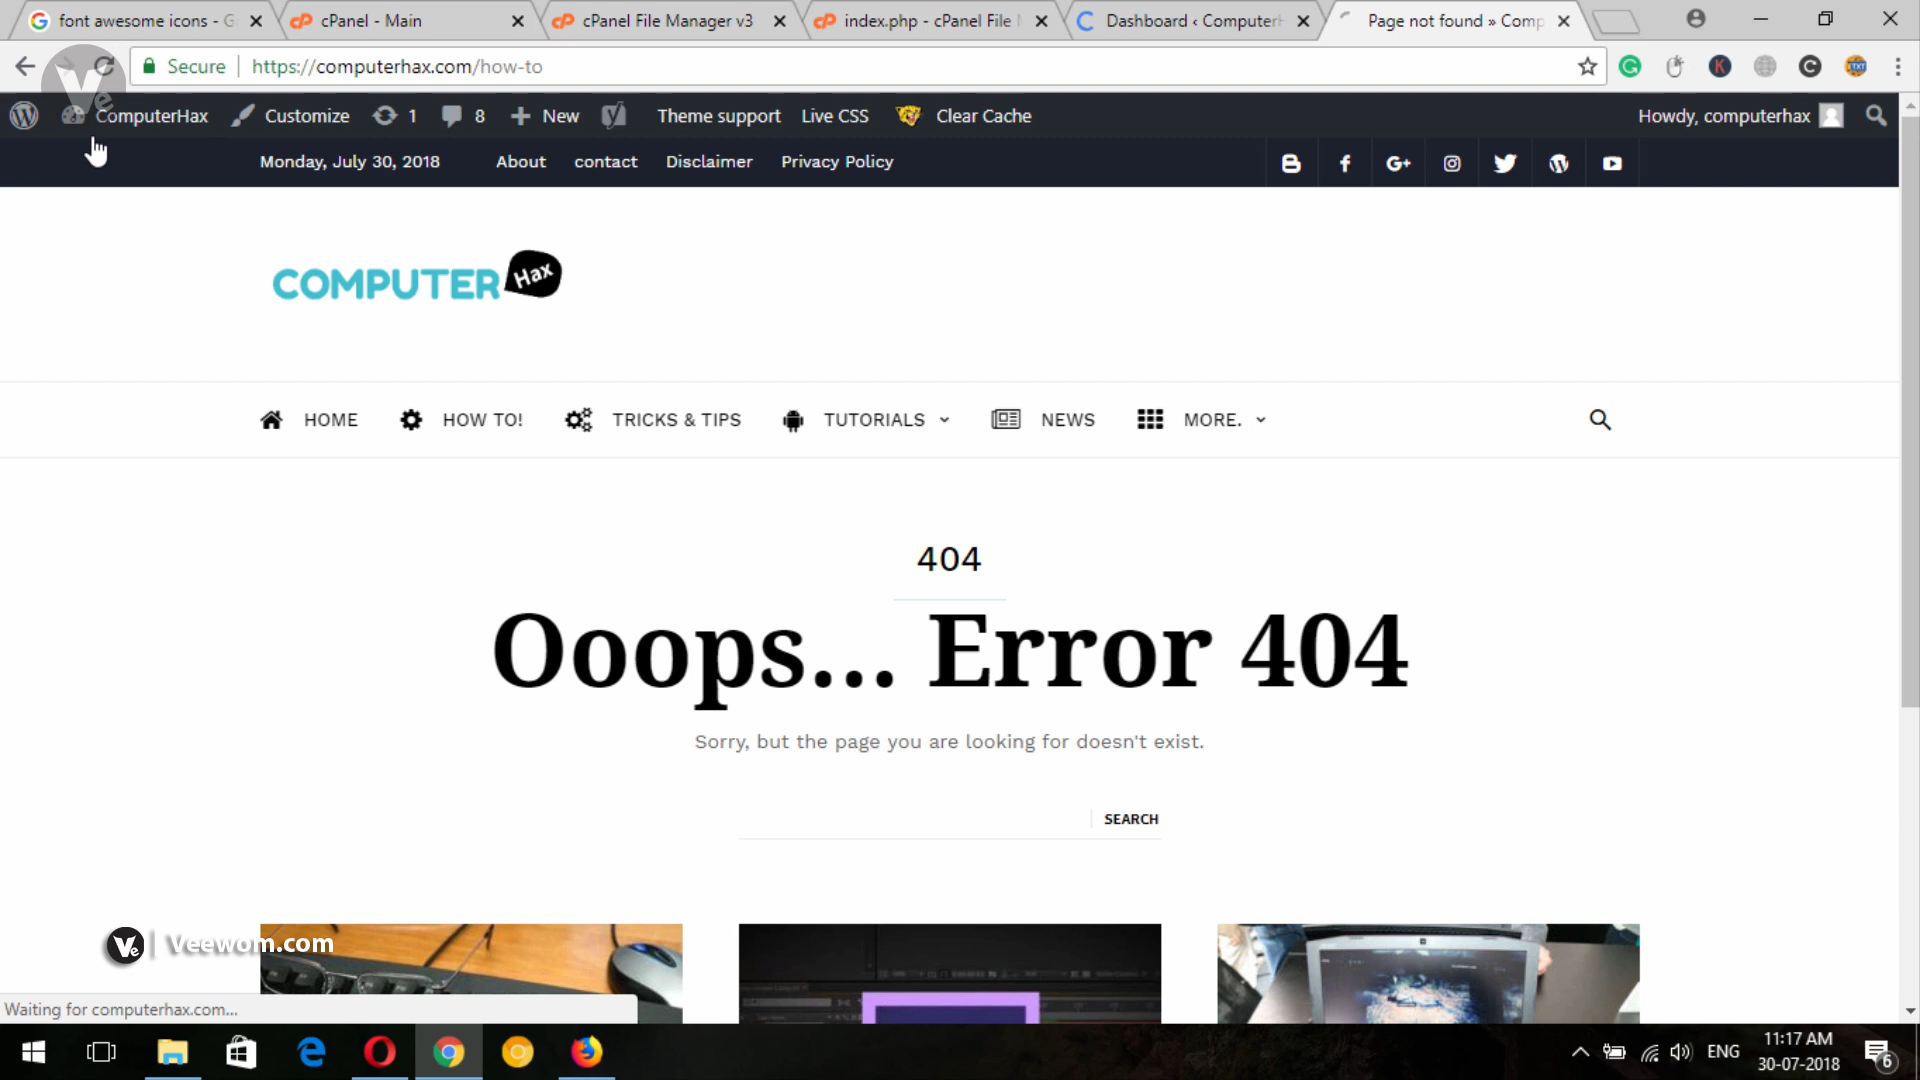 font awesome icons - G
cPanel - Main
cPanel File Manager v3
index.php - cPanel File M
Dashboard ‹ ComputerH
Page not found » Comp
Secure
https://computerhax.com/how-to
ComputerHax
Customize
1
8
New
Theme support
Live CSS
Clear Cache
Howdy, computerhax
Monday, July 30, 2018
About
contact
Disclaimer
Privacy Policy
COMPUTER Hax
HOME
HOW TO!
TRICKS & TIPS
TUTORIALS
NEWS
MORE.
404
Ooops... Error 404
Sorry, but the page you are looking for doesn't exist.
SEARCH
Ve | Veewom.com
Waiting for computerhax.com...
ENG
11:17 AM
30-07-2018
6